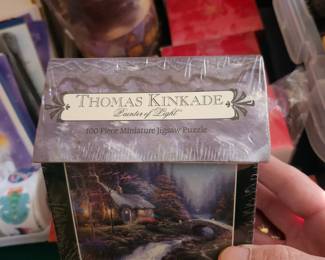 THOMAS KINKADE
Painter of Light
100 Piece Miniature Jigsaw Puzzle